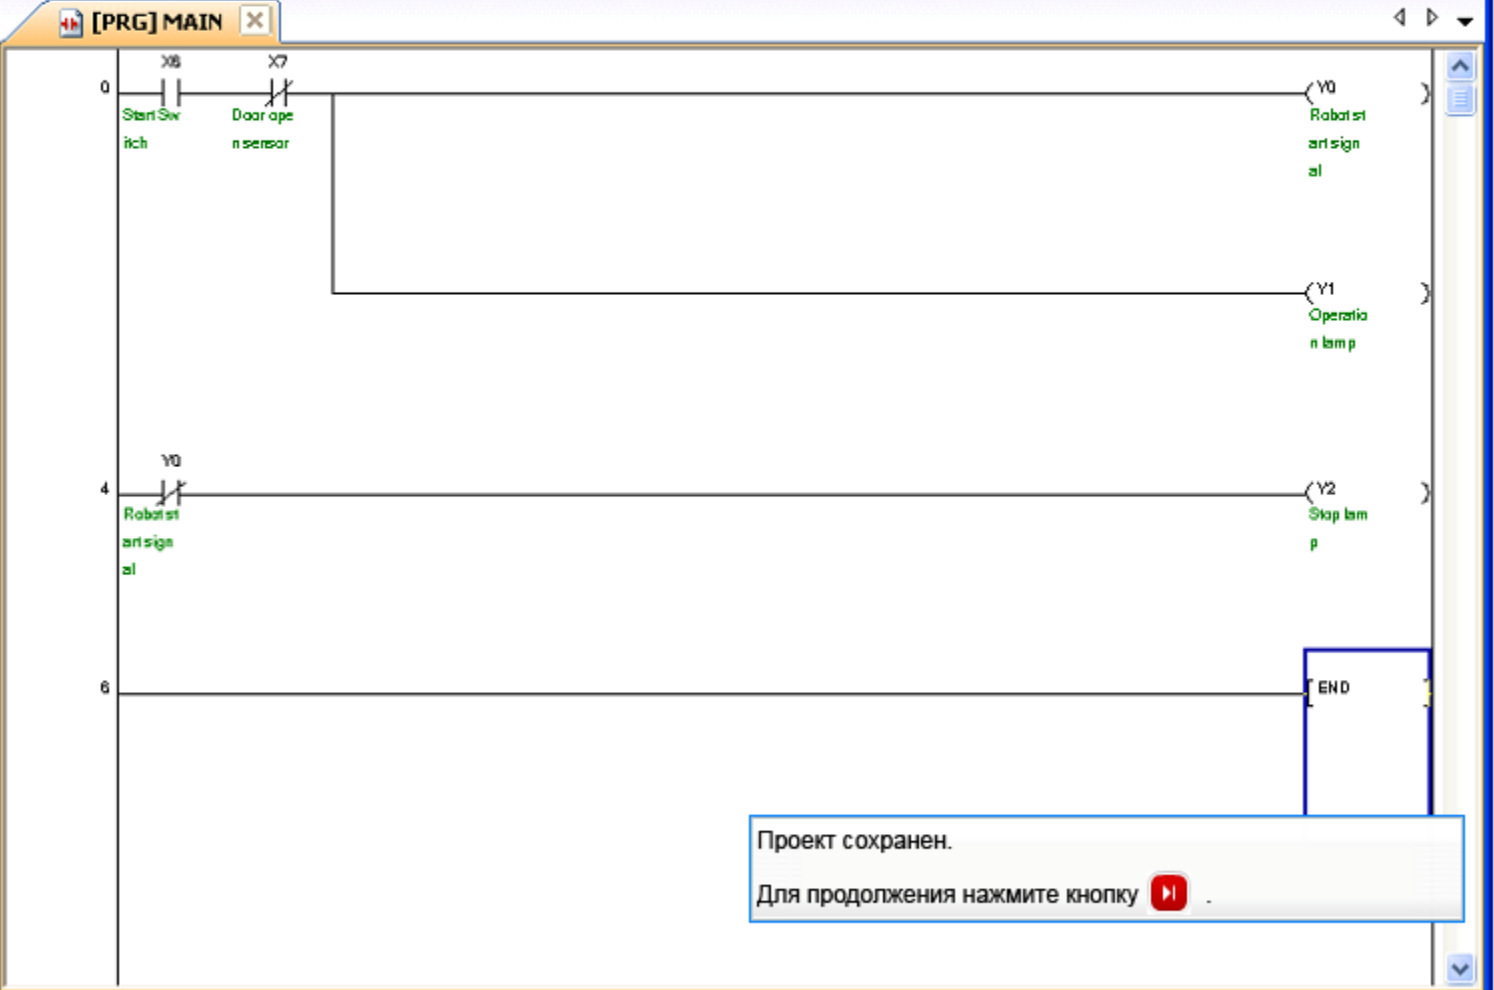 [PRG] MAIN
X6 X7
0 Y0
Start Sw Door ope Robot st
itch n sensor art sign
al
Y1
Operatio
n lamp
Y0
4 Y2
Robot st Stop lam
art sign p
al
6 END
Проект сохранен.
Для продолжения нажмите кнопку .